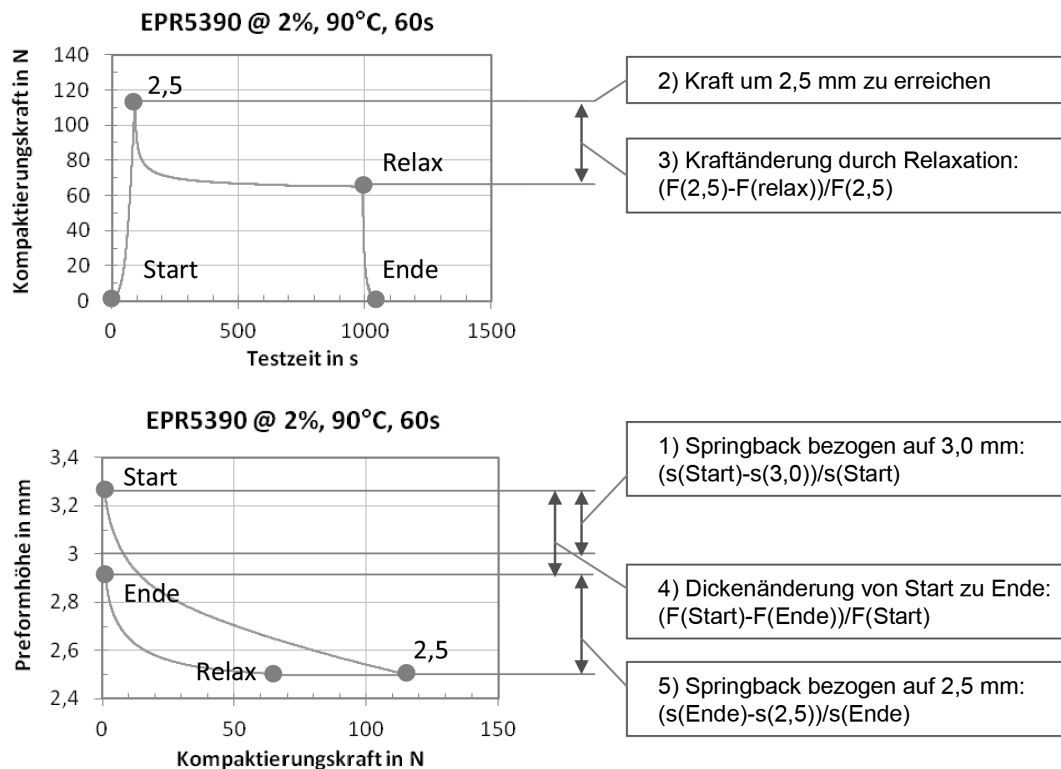 EPR5390 @ 2%, 90°C, 60s
Kompaktierungskraft in N
140
120
100
80
60
40
20
0
2,5
Relax
Start
Ende
0
500
1000
1500
Testzeit in s
2) Kraft um 2,5 mm zu erreichen
3) Kraftänderung durch Relaxation:
(F(2,5)-F(relax))/F(2,5)
EPR5390 @ 2%, 90°C, 60s
Preformhöhe in mm
3,4
3,2
3
2,8
2,6
2,4
Start
Ende
Relax
2,5
0
50
100
150
Kompaktierungskraft in N
1) Springback bezogen auf 3,0 mm:
(s(Start)-s(3,0))/s(Start)
4) Dickenänderung von Start zu Ende:
(F(Start)-F(Ende))/F(Start)
5) Springback bezogen auf 2,5 mm:
(s(Ende)-s(2,5))/s(Ende)